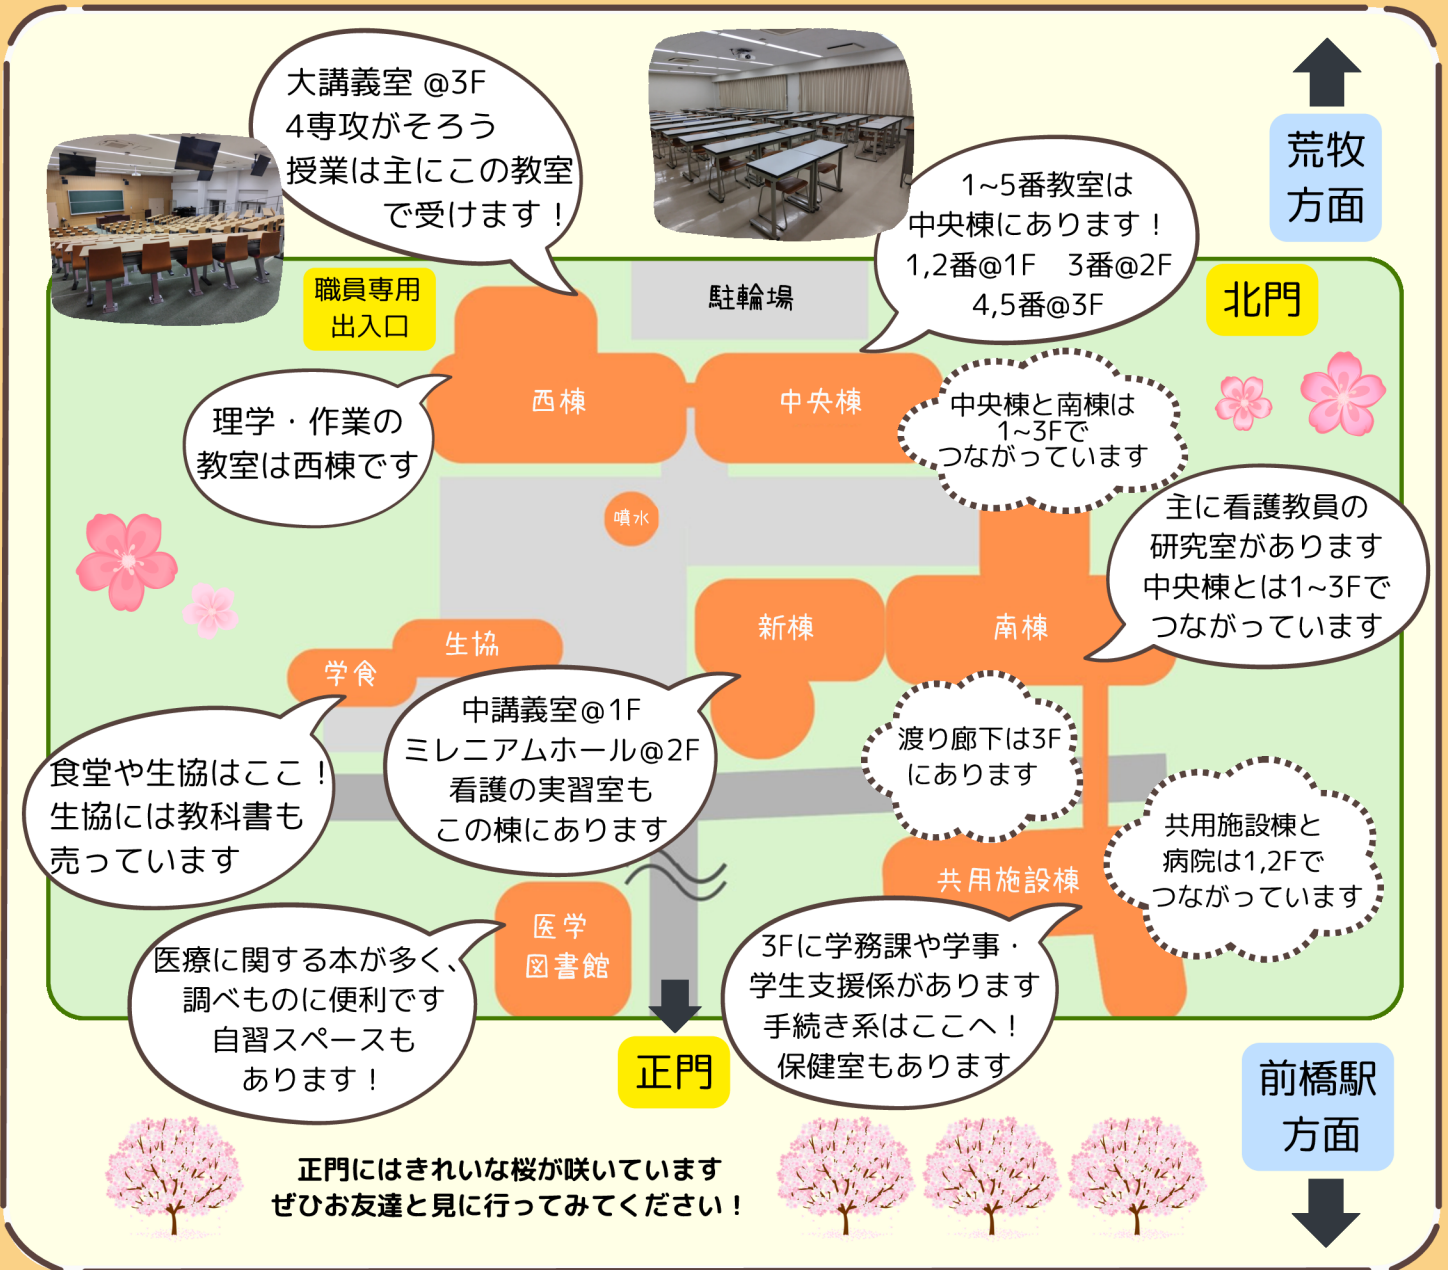 大講義室 @3F
4専攻がそろう
授業は主にこの教室
で受けます！
荒牧
方面
1~5番教室は
中央棟にあります！
1,2番@1F　3番@2F
4,5番@3F
職員専用
出入口
駐輪場
北門
西棟
中央棟
理学・作業の
教室は西棟です
中央棟と南棟は
1~3Fで
つながっています
噴水
主に看護教員の
研究室があります
中央棟とは1~3Fで
つながっています
新棟
南棟
生協
学食
中講義室@1F
ミレニアムホール@2F
看護の実習室も
この棟にあります
渡り廊下は3F
にあります
食堂や生協はここ！
生協には教科書も
売っています
共用施設棟と
病院は1,2Fで
つながっています
共用施設棟
医学
図書館
医療に関する本が多く、
調べものに便利です
自習スペースも
あります！
3Fに学務課や学事・
学生支援係があります
手続き系はここへ！
保健室もあります
正門
前橋駅
方面
正門にはきれいな桜が咲いています
ぜひお友達と見に行ってみてください！